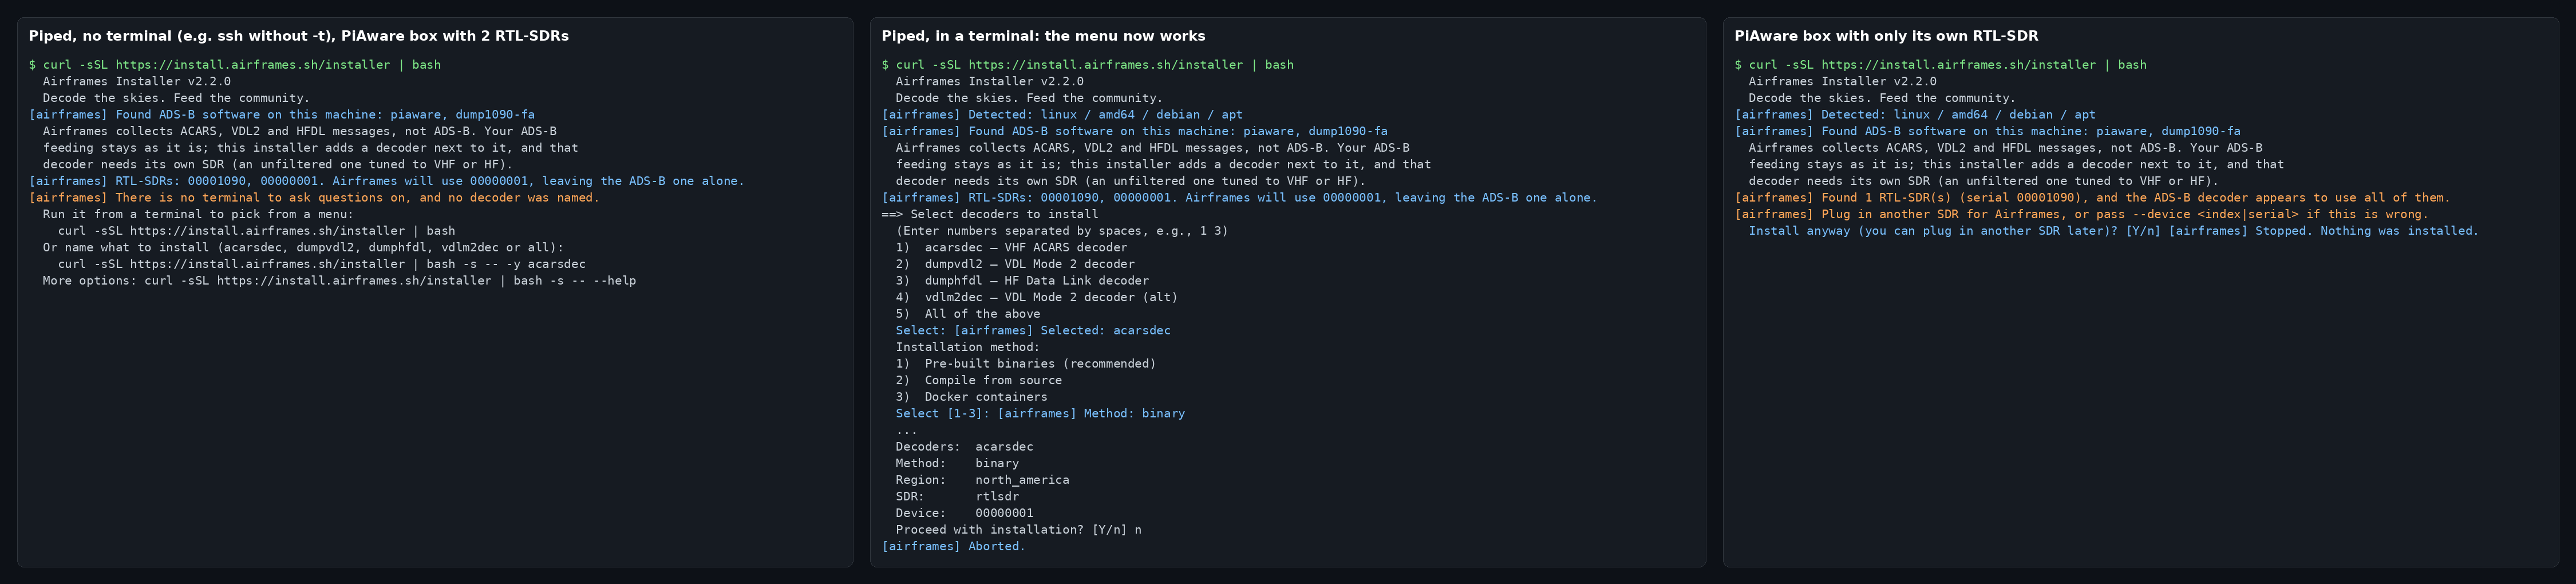 Piped, no terminal (e.g. ssh without -t), PiAware box with 2 RTL-SDRs
$ curl -sSL https://install.airframes.sh/installer | bash
Airframes Installer v2.2.0
Decode the skies. Feed the community.
[airframes] Found ADS-B software on this machine: piaware, dump1090-fa
Airframes collects ACARS, VDL2 and HFDL messages, not ADS-B. Your ADS-B
feeding stays as it is; this installer adds a decoder next to it, and that
decoder needs its own SDR (an unfiltered one tuned to VHF or HF).
[airframes] RTL-SDRs: 00001090, 00000001. Airframes will use 00000001, leaving the ADS-B one alone.
[airframes] There is no terminal to ask questions on, and no decoder was named.
Run it from a terminal to pick from a menu:
curl -sSL https://install.airframes.sh/installer | bash
Or name what to install (acarsdec, dumpvdl2, dumphfdl, vdlm2dec or all):
curl -sSL https://install.airframes.sh/installer | bash -s -- -y acarsdec
More options: curl -sSL https://install.airframes.sh/installer | bash -s -- --help
Piped, in a terminal: the menu now works
$ curl -sSL https://install.airframes.sh/installer | bash
Airframes Installer v2.2.0
Decode the skies. Feed the community.
[airframes] Detected: linux / amd64 / debian / apt
[airframes] Found ADS-B software on this machine: piaware, dump1090-fa
Airframes collects ACARS, VDL2 and HFDL messages, not ADS-B. Your ADS-B
feeding stays as it is; this installer adds a decoder next to it, and that
decoder needs its own SDR (an unfiltered one tuned to VHF or HF).
[airframes] RTL-SDRs: 00001090, 00000001. Airframes will use 00000001, leaving the ADS-B one alone.
==> Select decoders to install
(Enter numbers separated by spaces, e.g., 1 3)
1) acarsdec — VHF ACARS decoder
2) dumpvdl2 — VDL Mode 2 decoder
3) dumphfdl — HF Data Link decoder
4) vdlm2dec — VDL Mode 2 decoder (alt)
5) All of the above
Select: [airframes] Selected: acarsdec
Installation method:
1) Pre-built binaries (recommended)
2) Compile from source
3) Docker containers
Select [1-3]: [airframes] Method: binary
...
Decoders: acarsdec
Method: binary
Region: north_america
SDR: rtlsdr
Device: 00000001
Proceed with installation? [Y/n] n
[airframes] Aborted.
PiAware box with only its own RTL-SDR
$ curl -sSL https://install.airframes.sh/installer | bash
Airframes Installer v2.2.0
Decode the skies. Feed the community.
[airframes] Detected: linux / amd64 / debian / apt
[airframes] Found ADS-B software on this machine: piaware, dump1090-fa
Airframes collects ACARS, VDL2 and HFDL messages, not ADS-B. Your ADS-B
feeding stays as it is; this installer adds a decoder next to it, and that
decoder needs its own SDR (an unfiltered one tuned to VHF or HF).
[airframes] Found 1 RTL-SDR(s) (serial 00001090), and the ADS-B decoder appears to use all of them.
[airframes] Plug in another SDR for Airframes, or pass --device <index|serial> if this is wrong.
Install anyway (you can plug in another SDR later)? [Y/n] [airframes] Stopped. Nothing was installed.